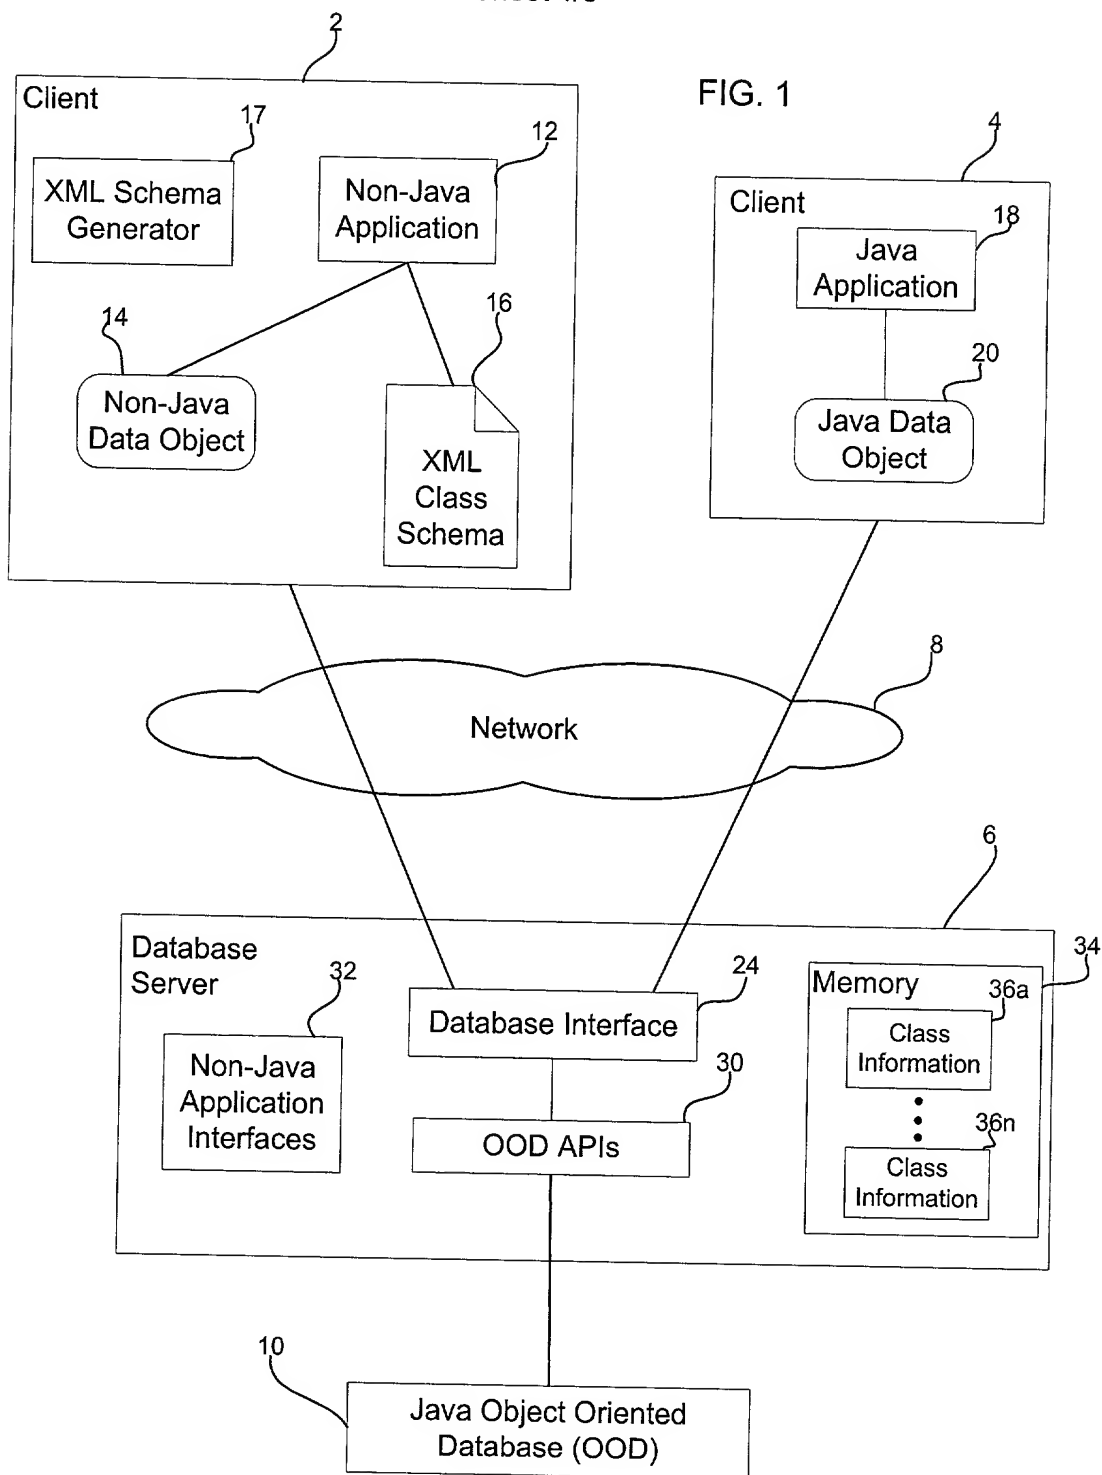 2
Client
FIG. 1
17
12
4
XML Schema
Generator
Non-Java
Application
Client
18
Java
Application
14
16
20
Non-Java
Data Object
Java Data
Object
XML
Class
Schema
8
Network
6
Database
Server
32
24
34
Memory
36a
Database Interface
Class
Information
Non-Java
Application
Interfaces
30
36n
OOD APIs
Class
Information
10
Java Object Oriented
Database (OOD)